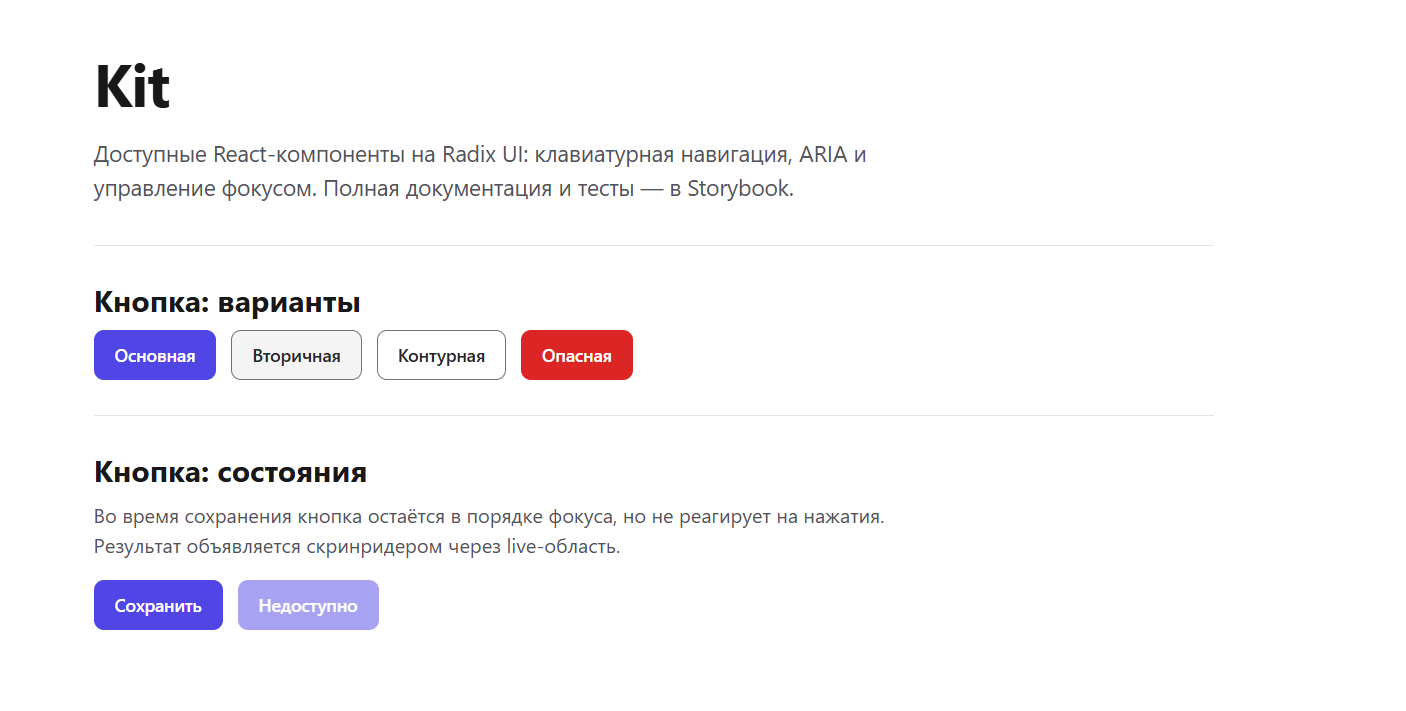 Kit
Доступные React-компоненты на Radix UI: клавиатурная навигация, ARIA и
управление фокусом. Полная документация и тесты — в Storybook.
Кнопка: варианты
Основная Вторичная Контурная Опасная
Кнопка: состояния
Во время сохранения кнопка остаётся в порядке фокуса, но не реагирует на нажатия.
Результат объявляется скринридером через live-область.
Сохранить Недоступно